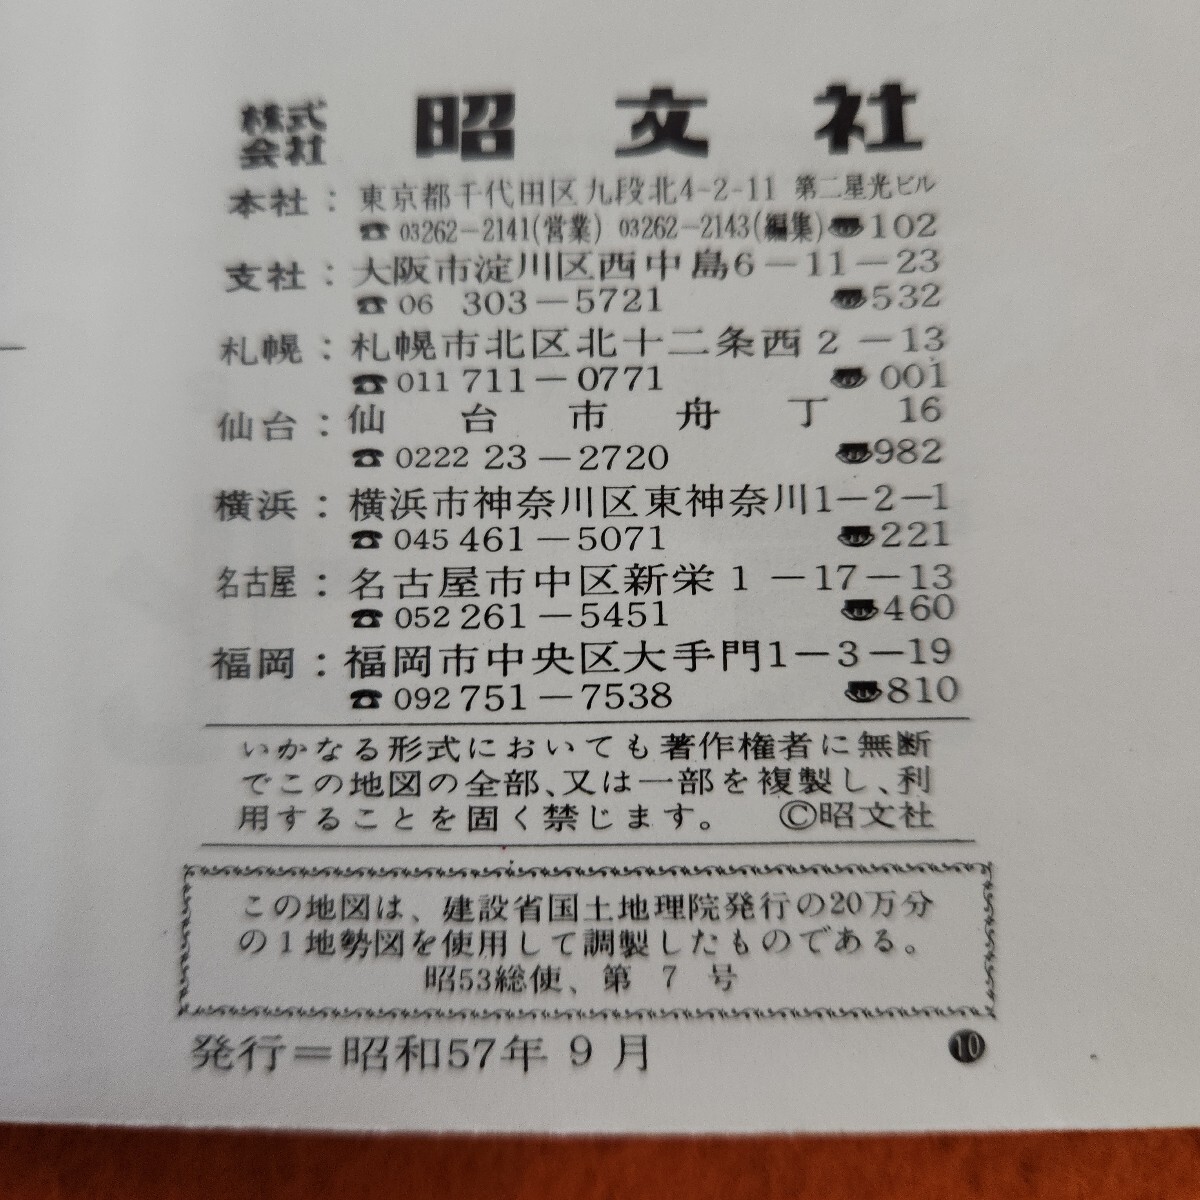 株式会社 昭文社
本社：東京都千代田区九段北4-2-11 第二星光ビル
☎ 03262-2141(営業) 03262-2143(編集) 102
支社：大阪市淀川区西中島6-11-23
☎ 06 303-5721 532
札幌：札幌市北区北十二条西2-13
☎ 011 711-0771 001
仙台：仙台市舟丁16
☎ 0222 23-2720 982
横浜：横浜市神奈川区東神奈川1-2-1
☎ 045 461-5071 221
名古屋：名古屋市中区新栄1-17-13
☎ 052 261-5451 460
福岡：福岡市中央区大手門1-3-19
☎ 092 751-7538 810
いかなる形式においても著作権者に無断
でこの地図の全部、又は一部を複製し、利
用することを固く禁じます。 ©昭文社
この地図は、建設省国土地理院発行の20万分
の1地勢図を使用して調製したものである。
昭53総使、第7号
発行＝昭和57年9月 ❿